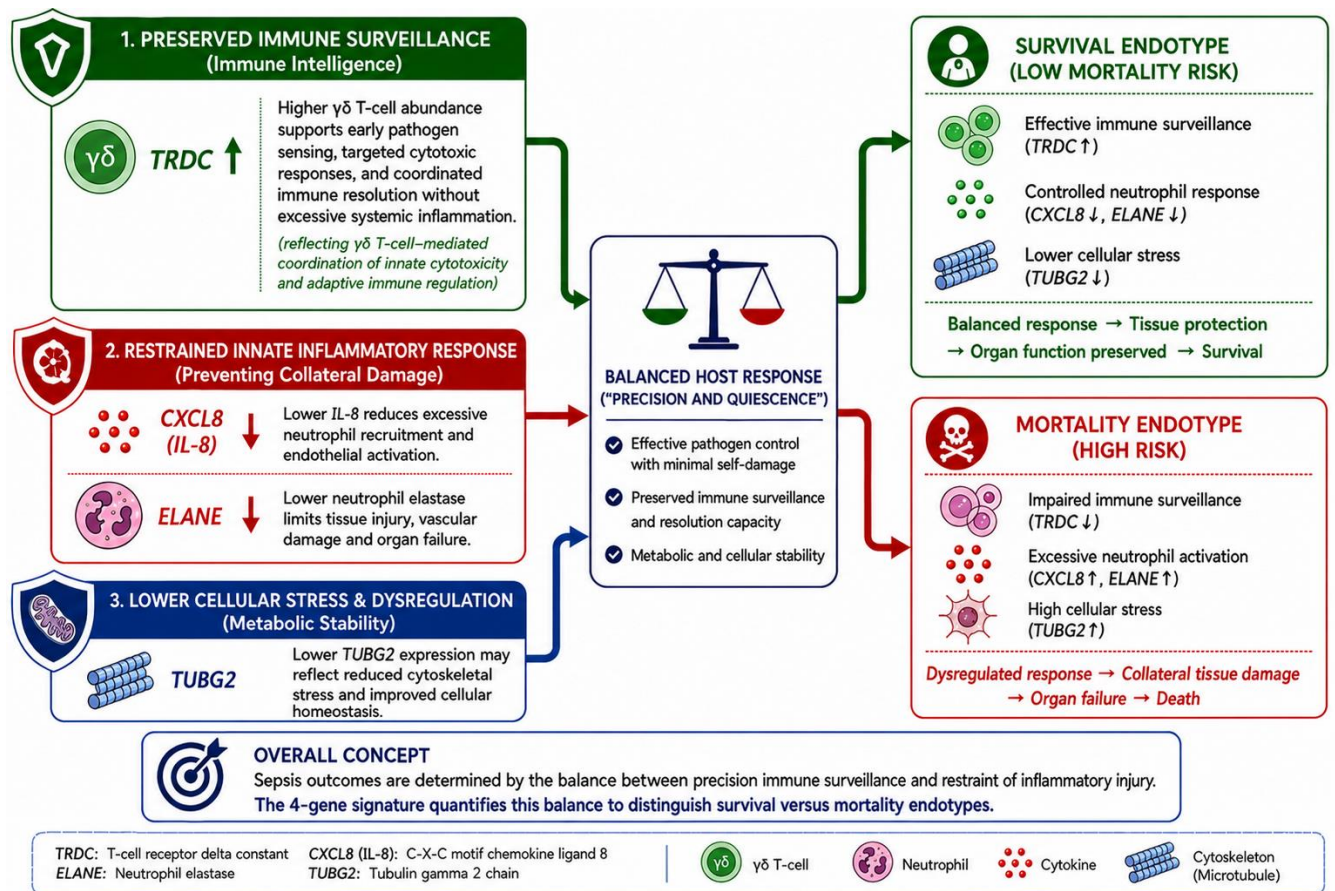 1. PRESERVED IMMUNE SURVEILLANCE
(Immune Intelligence)
γδ
TRDC ↑
Higher γδ T-cell abundance
supports early pathogen
sensing, targeted cytotoxic
responses, and coordinated
immune resolution without
excessive systemic inflammation.
(reflecting γδ T-cell–mediated
coordination of innate cytotoxicity
and adaptive immune regulation)
2. RESTRAINED INNATE INFLAMMATORY RESPONSE
(Preventing Collateral Damage)
CXCL8
(IL-8) ↓
Lower IL-8 reduces excessive
neutrophil recruitment and
endothelial activation.
ELANE ↓
Lower neutrophil elastase
limits tissue injury, vascular
damage and organ failure.
3. LOWER CELLULAR STRESS & DYSREGULATION
(Metabolic Stability)
TUBG2
Lower TUBG2 expression may
reflect reduced cytoskeletal
stress and improved cellular
homeostasis.
BALANCED HOST RESPONSE
(“PRECISION AND QUIESCENCE”)
Effective pathogen control
with minimal self-damage
Preserved immune surveillance
and resolution capacity
Metabolic and cellular stability
SURVIVAL ENDOTYPE
(LOW MORTALITY RISK)
Effective immune surveillance
(TRDC↑)
Controlled neutrophil response
(CXCL8↓, ELANE↓)
Lower cellular stress
(TUBG2↓)
Balanced response → Tissue protection
→ Organ function preserved → Survival
MORTALITY ENDOTYPE
(HIGH RISK)
Impaired immune surveillance
(TRDC↓)
Excessive neutrophil activation
(CXCL8↑, ELANE↑)
High cellular stress
(TUBG2↑)
Dysregulated response → Collateral tissue damage
→ Organ failure → Death
OVERALL CONCEPT
Sepsis outcomes are determined by the balance between precision immune surveillance and restraint of inflammatory injury.
The 4-gene signature quantifies this balance to distinguish survival versus mortality endotypes.
TRDC: T-cell receptor delta constant
CXCL8 (IL-8): C-X-C motif chemokine ligand 8
ELANE: Neutrophil elastase
TUBG2: Tubulin gamma 2 chain
γδ
γδ T-cell
Neutrophil
Cytokine
Cytoskeleton
(Microtubule)